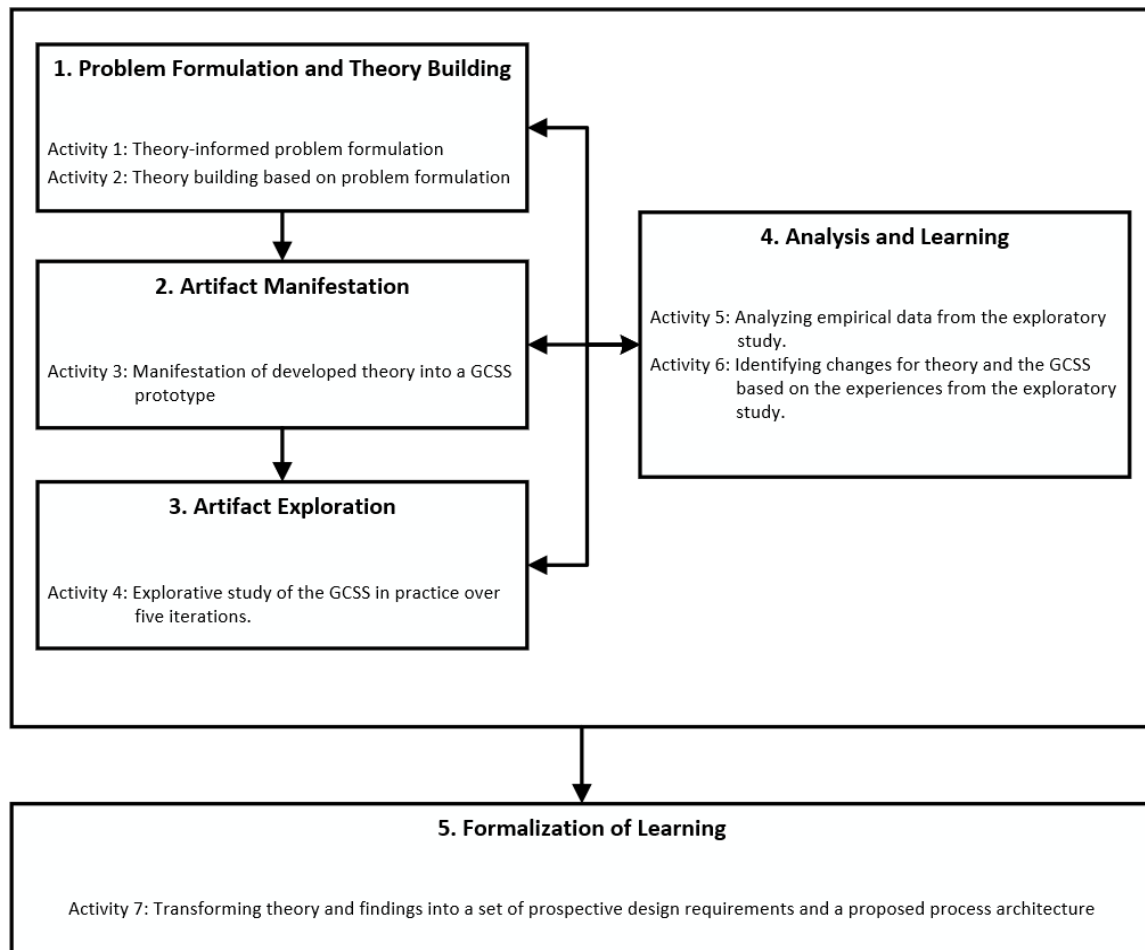 1. Problem Formulation and Theory Building
Activity 1: Theory-informed problem formulation
Activity 2: Theory building based on problem formulation
2. Artifact Manifestation
Activity 3: Manifestation of developed theory into a GCSS
prototype
3. Artifact Exploration
Activity 4: Explorative study of the GCSS in practice over
five iterations.
4. Analysis and Learning
Activity 5: Analyzing empirical data from the exploratory
study.
Activity 6: Identifying changes for theory and the GCSS
based on the experiences from the exploratory
study.
5. Formalization of Learning
Activity 7: Transforming theory and findings into a set of prospective design requirements and a proposed process architecture